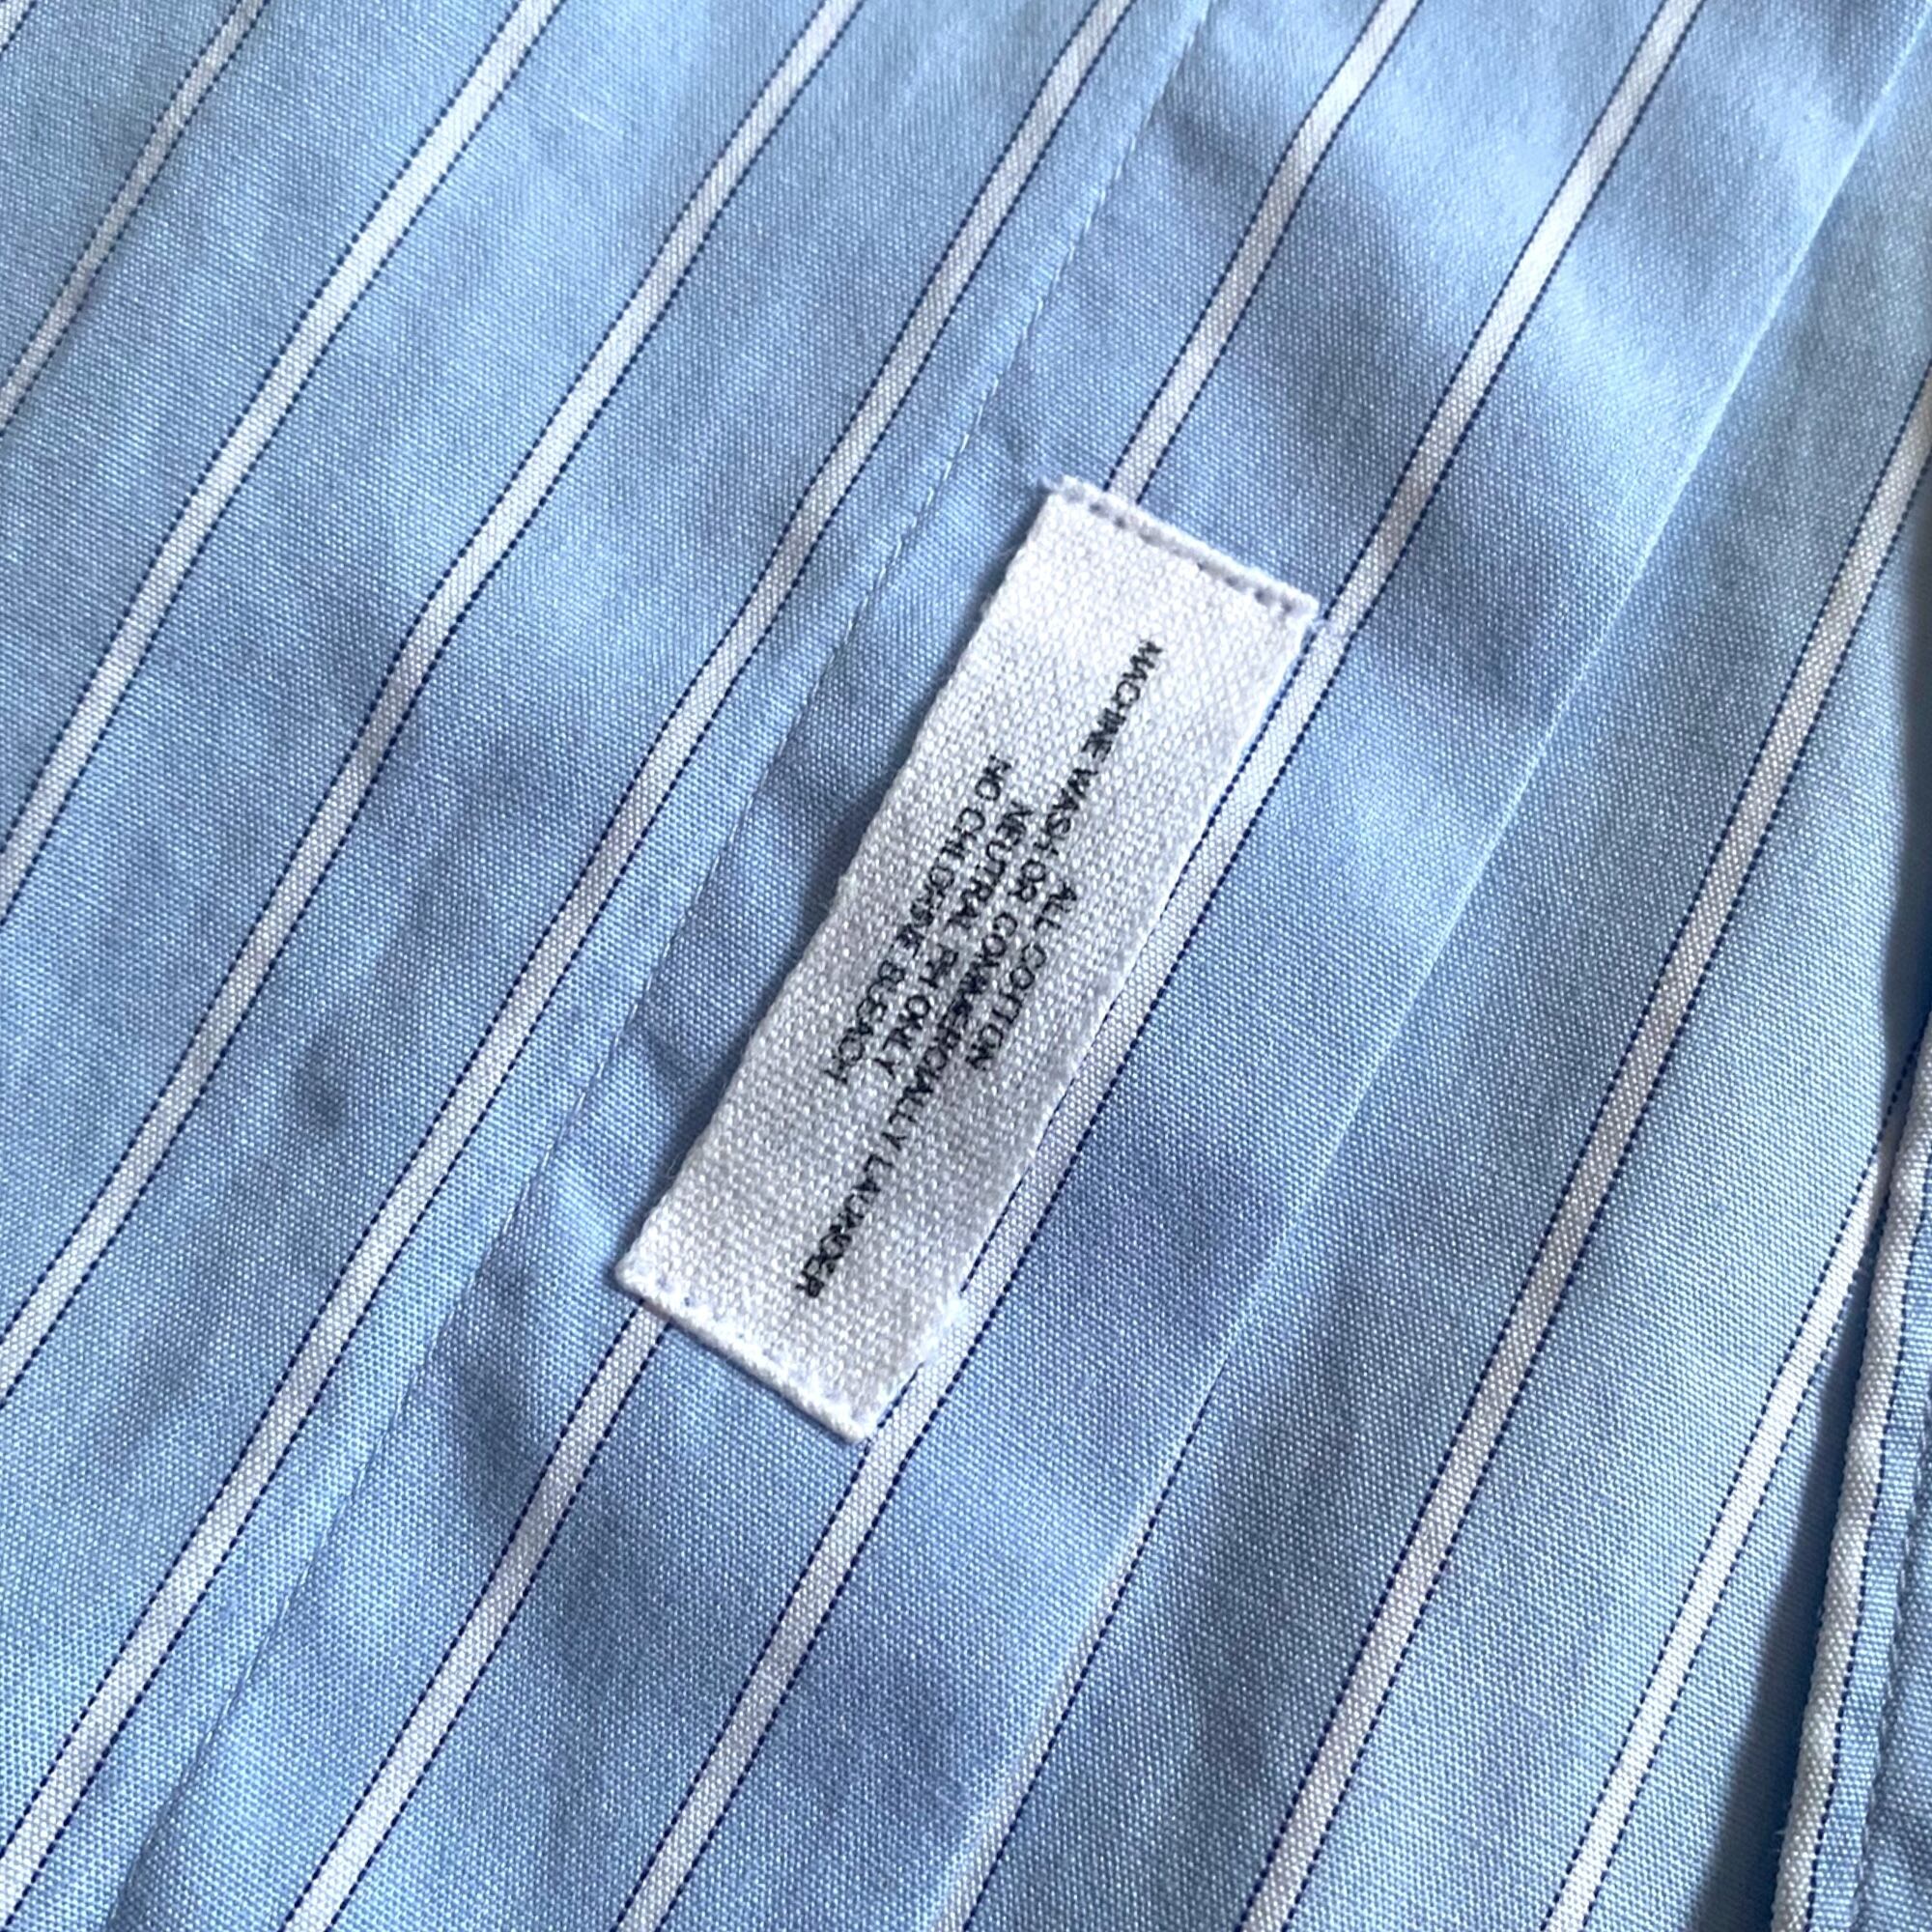 ALL COTTON
MACHINE WASH OR COMMERCIALLY LAUNDER
NEUTRAL PH ONLY
NO CHLORINE BLEACH